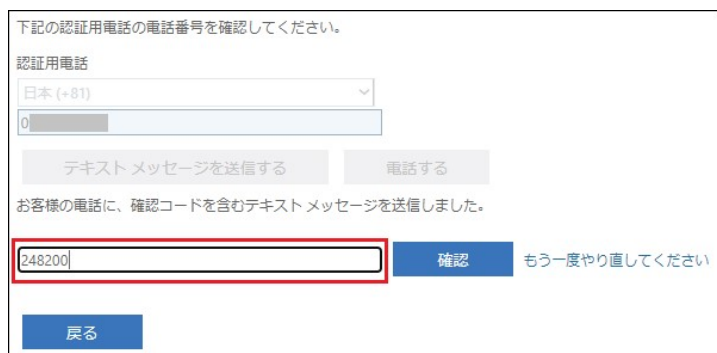 下記の認証用電話の電話番号を確認してください。
認証用電話
日本 (+81)
0
テキスト メッセージを送信する 電話する
お客様の電話に、確認コードを含むテキスト メッセージを送信しました。
248200 確認 もう一度やり直してください
戻る